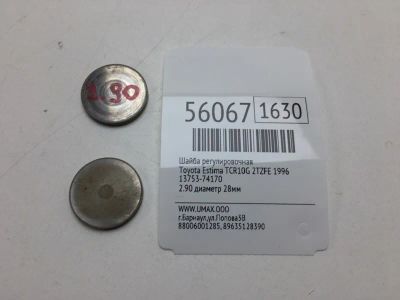 2.90
56067 1630
Шайба регулировочная
Toyota Estima TCR10G 2TZFE 1996
13753-74170
2.90 диаметр 28мм
WWW.UMAX.OOO
г.Барнаул,ул.Попова3В
88006001285, 89635128390